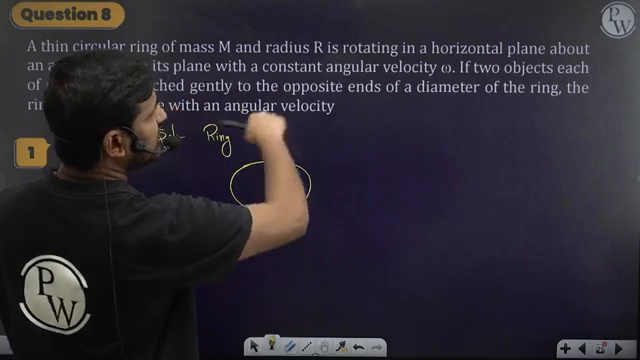 Question 8
A thin circular ring of mass M and radius R is rotating in a horizontal plane about
an a its plane with a constant angular velocity ω. If two objects each
of ched gently to the opposite ends of a diameter of the ring, the
rin with an angular velocity
Ring
1
P
W
P
W